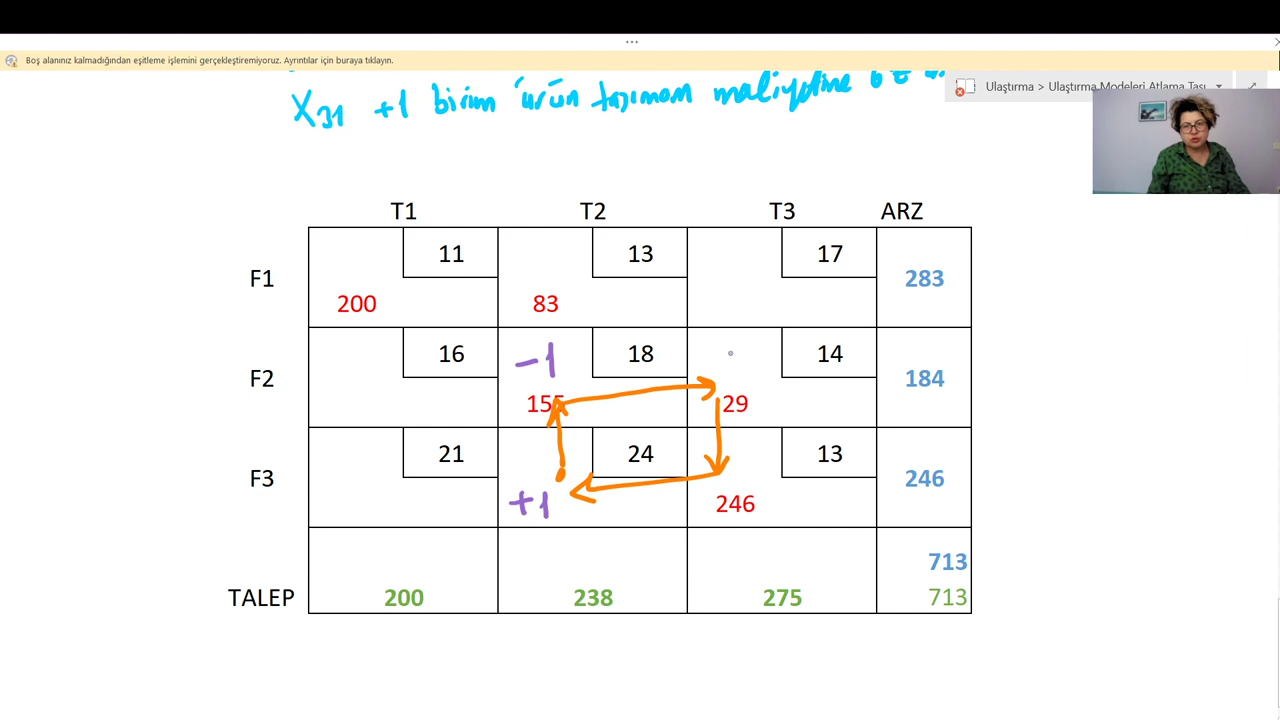 Boş alanınız kalmadığından eşitleme işlemini gerçekleştiremiyoruz. Ayrıntılar için buraya tıklayın.
Ulaştırma > Ulaştırma Modeleri Atlama Taşı
X31 +1 birim ürün taşımam maliyetime
T1 T2 T3 ARZ
11 13 17
F1 283
200 83
-1
16 18 14
F2 184
155 29
21 24 13
F3 246
+1 246
713
TALEP 200 238 275 713